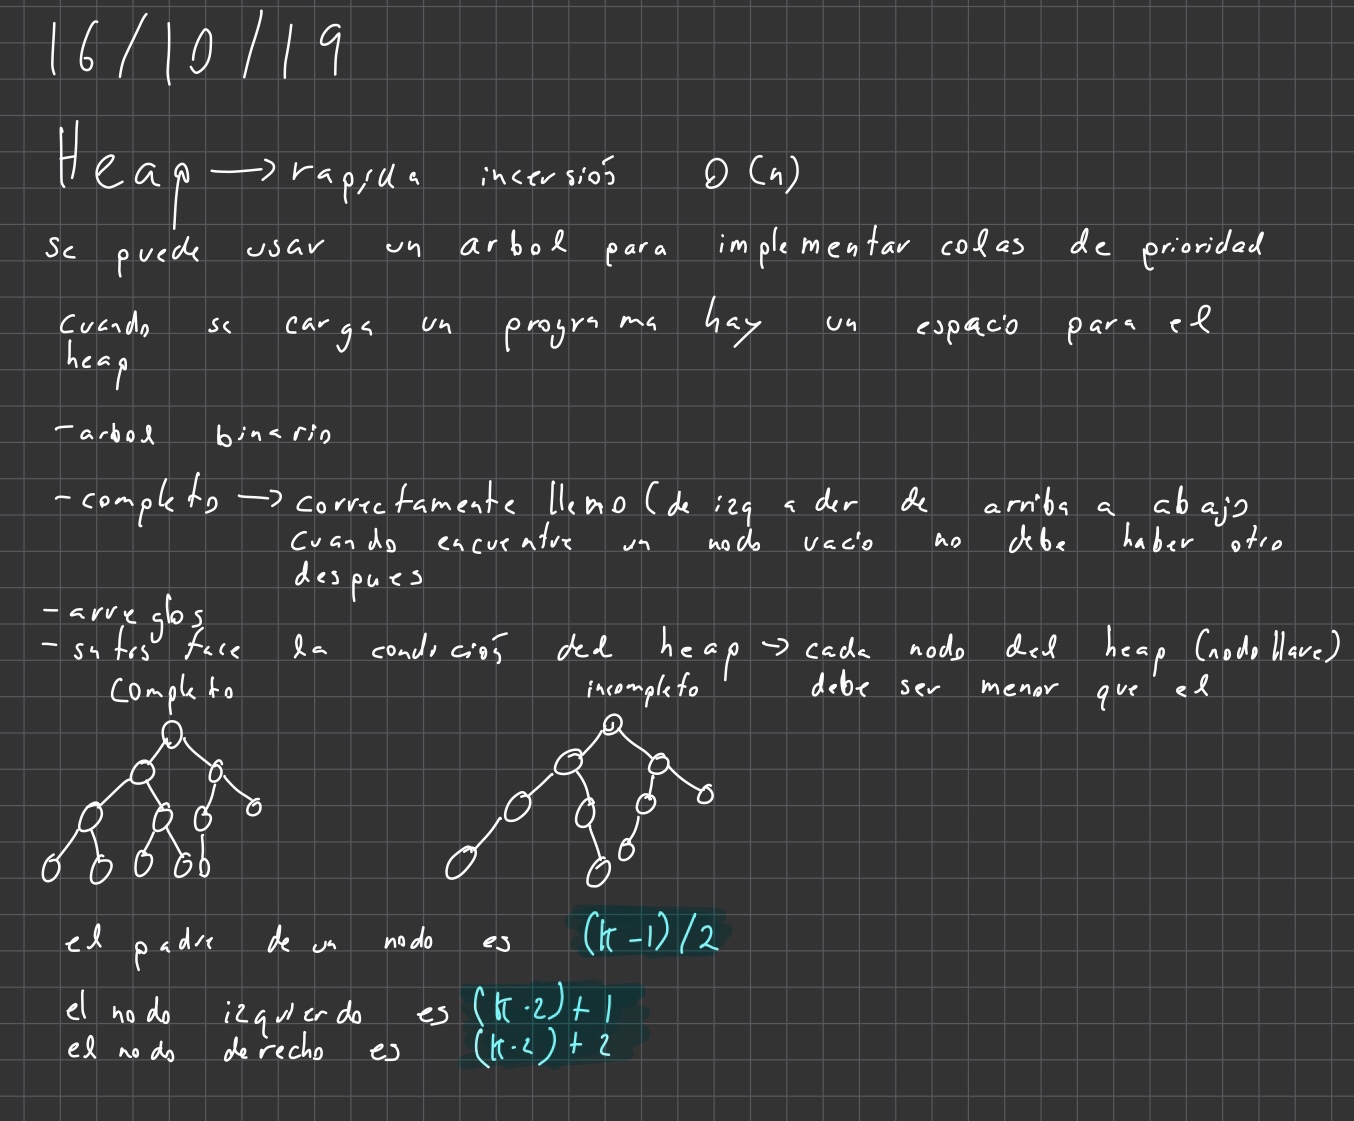 16/10/19
Heap → rapida incersión O(n)
se puede usar un arbol para implementar colas de prioridad
Cuando se carga un programa hay un espacio para el
heap
- arbol binario
- completo → correctamente lleno (de izq a der de arriba a abajo
cuando encuentre un nodo vacio no debe haber otro
despues
- arreglos
- satisface la condición del heap → cada nodo del heap (nodo llave)
debe ser menor que el
completo
incompleto
el padre de un nodo es (k-1)/2
el nodo izquierdo es (k·2)+1
el nodo derecho es (k·2)+2